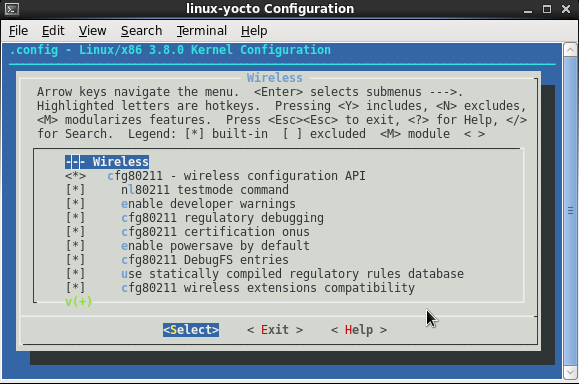 linux-yocto Configuration
File Edit View Search Terminal Help
.config - Linux/x86 3.8.0 Kernel Configuration
Wireless
Arrow keys navigate the menu. <Enter> selects submenus --->.
Highlighted letters are hotkeys. Pressing <Y> includes, <N> excludes,
<M> modularizes features. Press <Esc><Esc> to exit, <?> for Help, </>
for Search. Legend: [*] built-in [ ] excluded <M> module < >
--- Wireless
<*> cfg80211 - wireless configuration API
[*] nl80211 testmode command
[*] enable developer warnings
[*] cfg80211 regulatory debugging
[*] cfg80211 certification onus
[*] enable powersave by default
[*] cfg80211 DebugFS entries
[*] use statically compiled regulatory rules database
[*] cfg80211 wireless extensions compatibility
v(+)
<Select> < Exit > < Help >